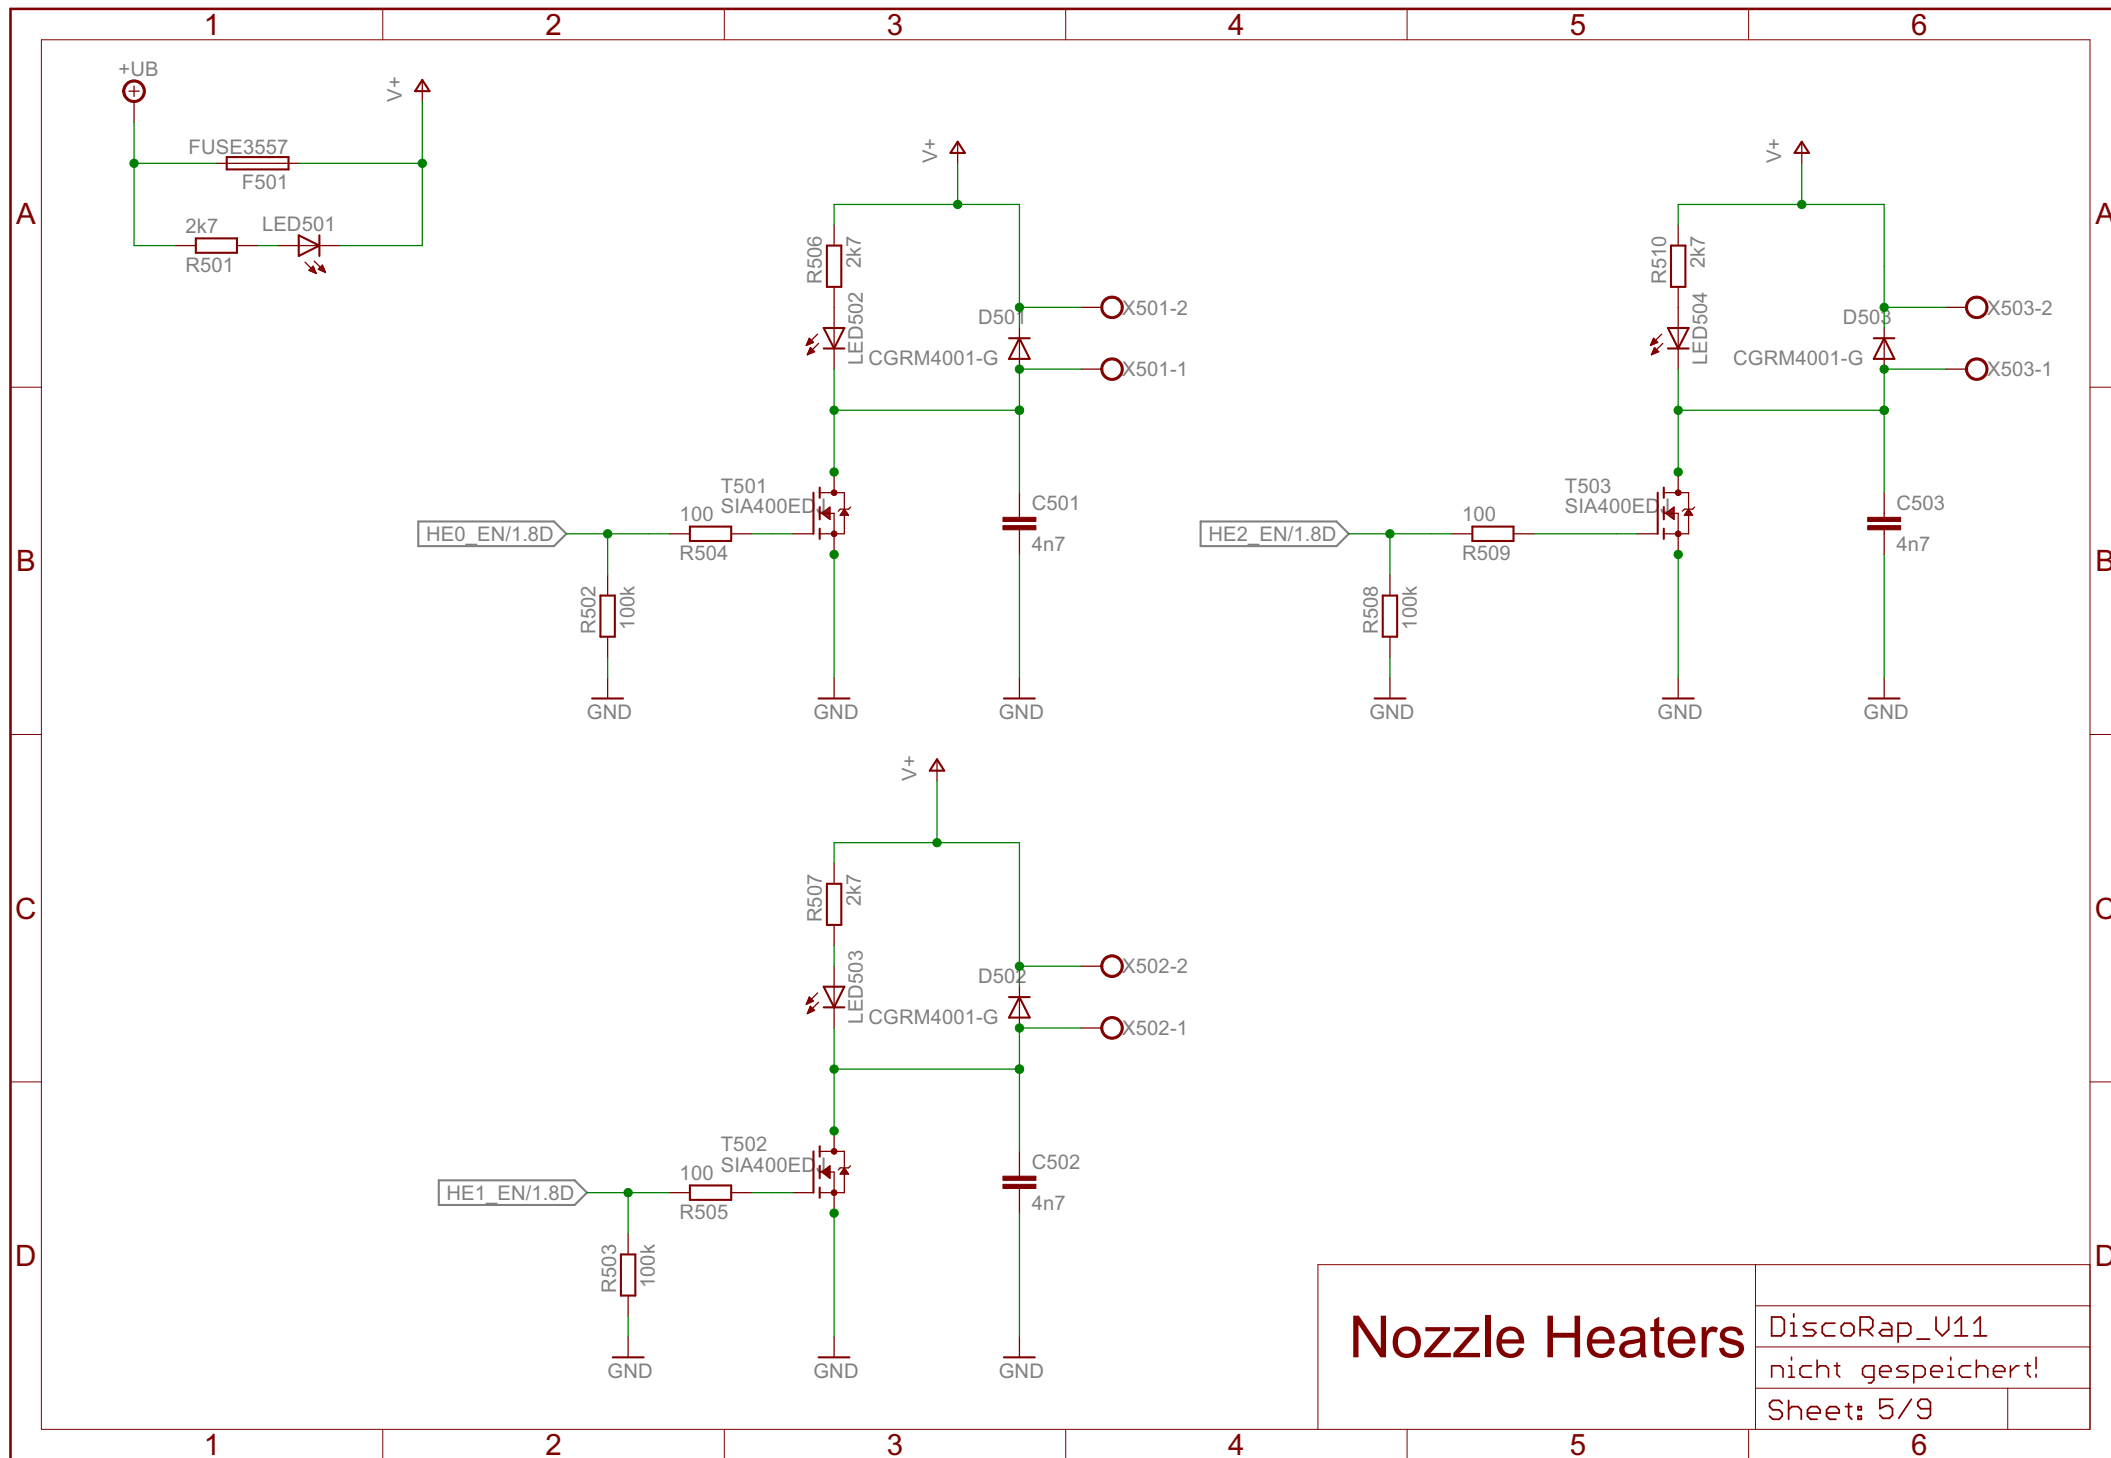 1 2 3 4 5 6
+UB
V+
FUSE3557
F501
2k7
LED501
R501
V+
R506
2k7
LED502
D501
CGRM4001-G
X501-2
X501-1
V+
R510
2k7
LED504
D503
CGRM4001-G
X503-2
X503-1
A
A
HE0_EN/1.8D
100
R504
T501
SIA400EDJ
R502
100k
C501
4n7
GND
GND
GND
HE2_EN/1.8D
100
R509
T503
SIA400EDJ
R508
100k
C503
4n7
GND
GND
GND
B
B
V+
R507
2k7
LED503
D502
CGRM4001-G
X502-2
X502-1
C
C
HE1_EN/1.8D
100
R505
T502
SIA400EDJ
R503
100k
C502
4n7
GND
GND
GND
D
D
Nozzle Heaters
DiscoRap_V11
nicht gespeichert!
Sheet: 5/9
1 2 3 4 5 6